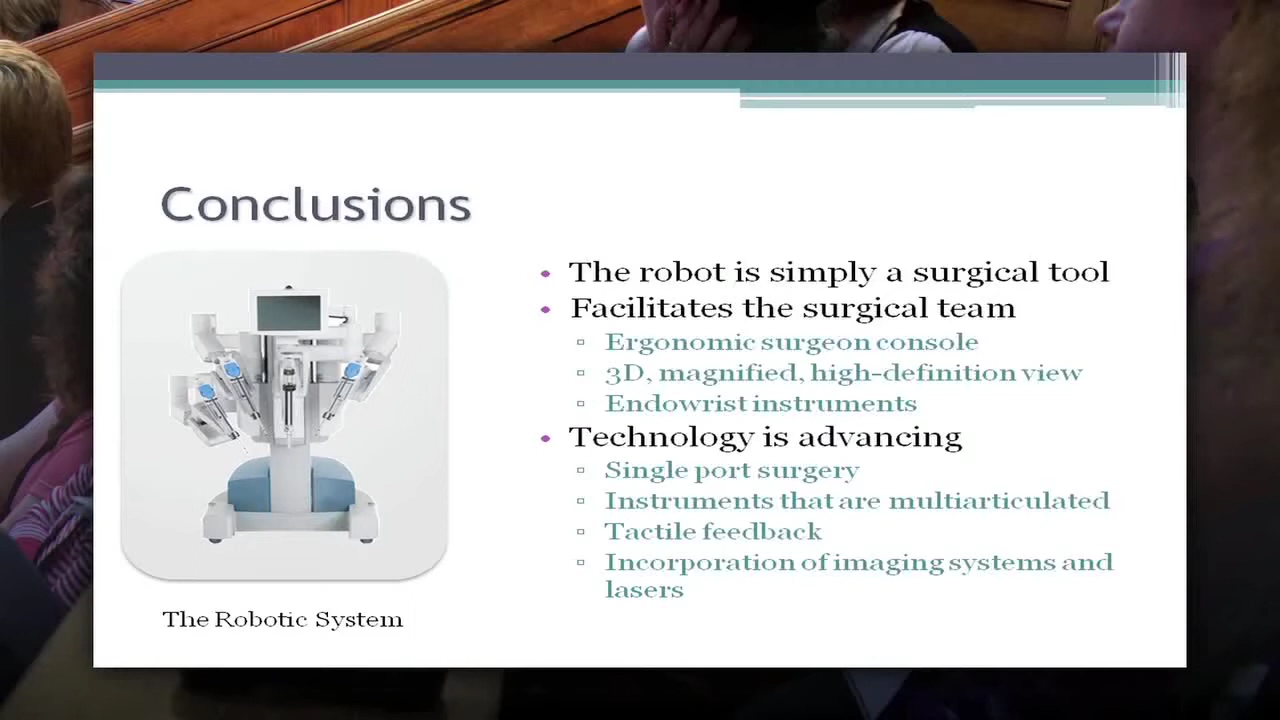 Conclusions
• The robot is simply a surgical tool
• Facilitates the surgical team
▫ Ergonomic surgeon console
▫ 3D, magnified, high-definition view
▫ Endowrist instruments
• Technology is advancing
▫ Single port surgery
▫ Instruments that are multiarticulated
▫ Tactile feedback
▫ Incorporation of imaging systems and
lasers
The Robotic System